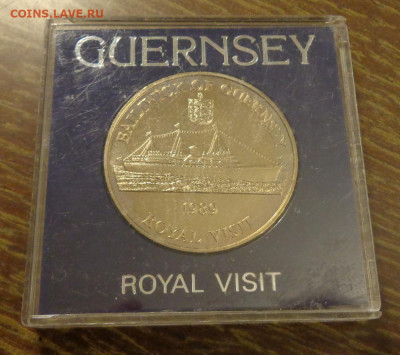 COINS.LAVE.RU
GUERNSEY
BAILIWICK OF GUERNSEY
1989
ROYAL VISIT
ROYAL VISIT